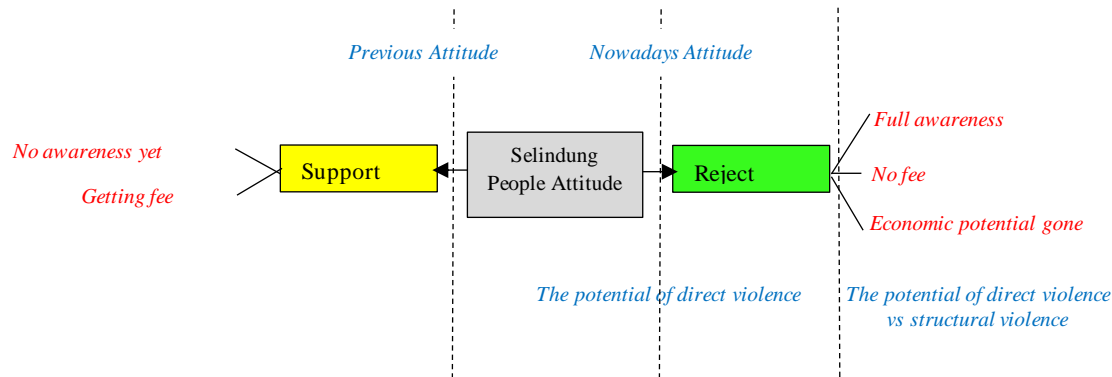 Previous Attitude
Nowadays Attitude
Full awareness
No awareness yet
Getting fee
Support
Selindung
People Attitude
Reject
No fee
Economic potential gone
The potential of direct violence
The potential of direct violence
vs structural violence